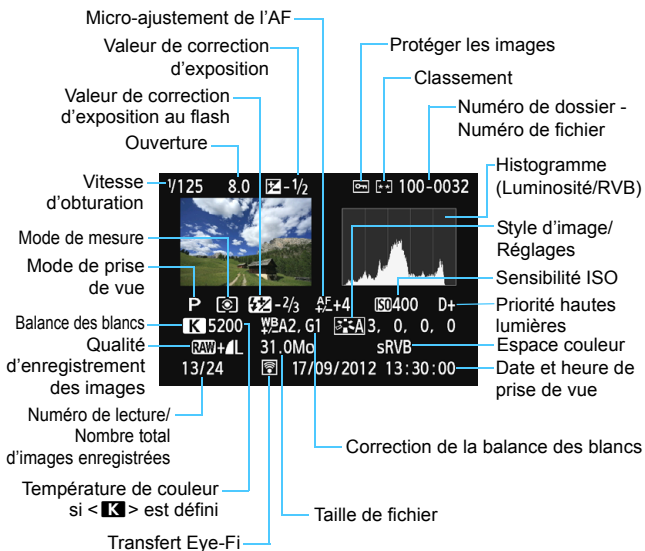 Micro-ajustement de l'AF
Valeur de correction
d'exposition
Protéger les images
Classement
Valeur de correction
d'exposition au flash
Numéro de dossier -
Numéro de fichier
Ouverture
Histogramme
(Luminosité/RVB)
Vitesse
d'obturation
1/125 8.0 -1/2 100-0032
Style d'image/
Réglages
Mode de mesure
Mode de prise
de vue
Sensibilité ISO
P -2/3 AF+4 ISO400 D+
Priorité hautes
lumières
Balance des blancs
K 5200 WB A2, G1 A 3, 0, 0, 0
Espace couleur
Qualité
d'enregistrement
des images
RAW+L 31.0Mo sRVB
13/24 17/09/2012 13:30:00
Date et heure de
prise de vue
Numéro de lecture/
Nombre total
d'images enregistrées
Correction de la balance des blancs
Température de couleur
si <K> est défini
Taille de fichier
Transfert Eye-Fi